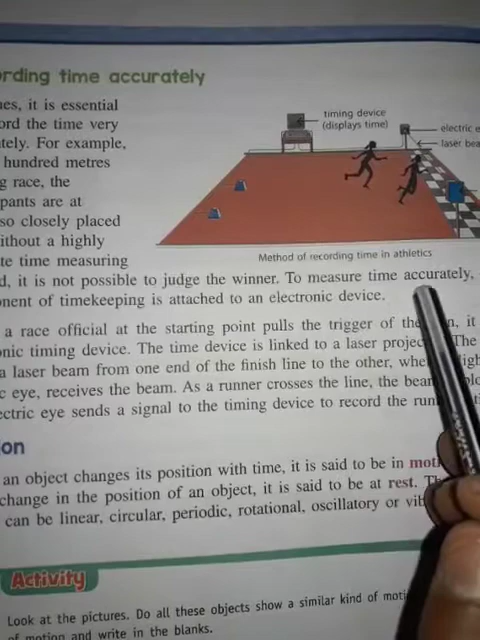 rding time accurately
es, it is essential
ord the time very
tely. For example,
hundred metres
g race, the
pants are at
so closely placed
ithout a highly
te time measuring
timing device
(displays time)
electric e
laser bea
Method of recording time in athletics
d, it is not possible to judge the winner. To measure time accurately,
onent of timekeeping is attached to an electronic device.
a race official at the starting point pulls the trigger of the n, it
onic timing device. The time device is linked to a laser projec The
a laser beam from one end of the finish line to the other, whe igh
c eye, receives the beam. As a runner crosses the line, the bea lo
ectric eye sends a signal to the timing device to record the run
ion
an object changes its position with time, it is said to be in mot
change in the position of an object, it is said to be at rest. T
can be linear, circular, periodic, rotational, oscillatory or vib
Activity
Look at the pictures. Do all these objects show a similar kind of moti
of motion and write in the blanks.